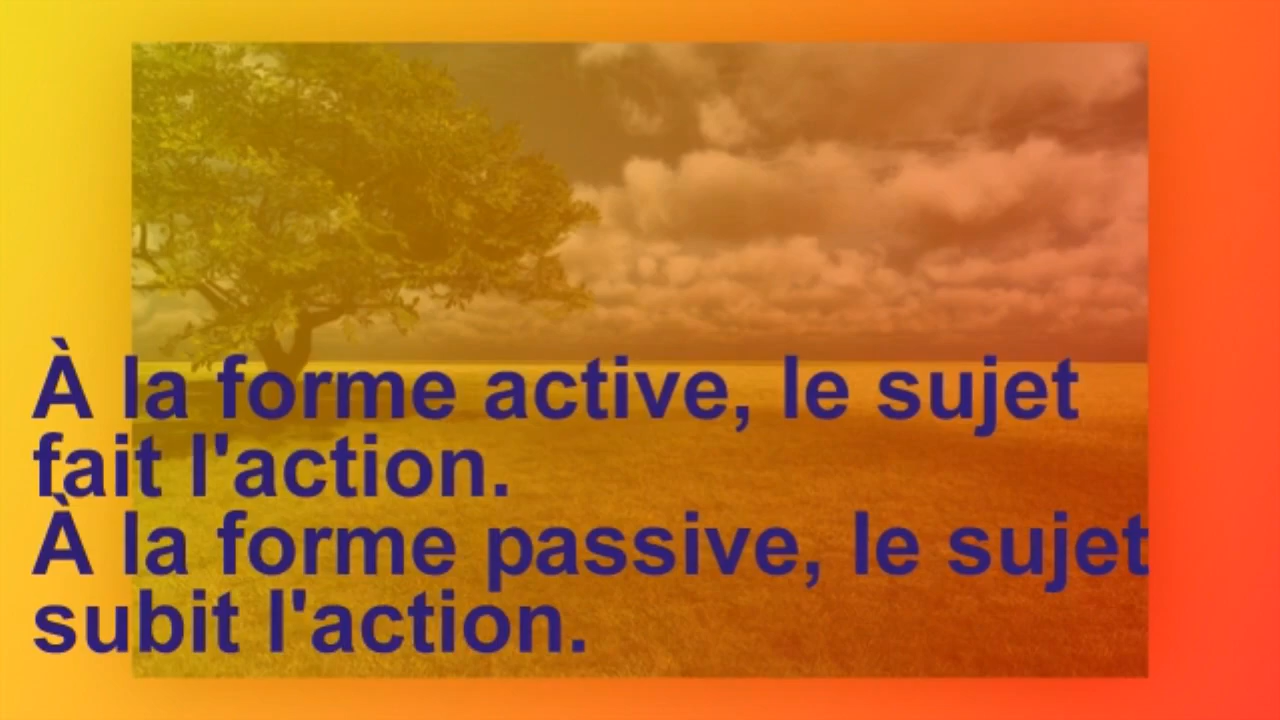 À la forme active, le sujet
fait l'action.
À la forme passive, le sujet
subit l'action.